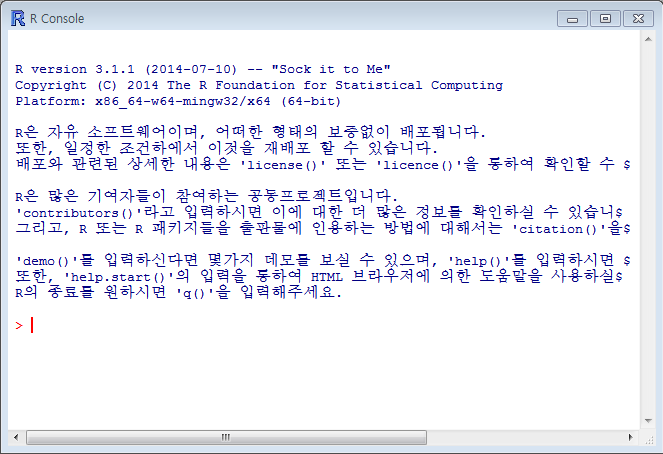 R Console
R version 3.1.1 (2014-07-10) -- "Sock it to Me"
Copyright (C) 2014 The R Foundation for Statistical Computing
Platform: x86_64-w64-mingw32/x64 (64-bit)
R은 자유 소프트웨어이며, 어떠한 형태의 보증없이 배포됩니다.
또한, 일정한 조건하에서 이것을 재배포 할 수 있습니다.
배포와 관련된 상세한 내용은 'license()' 또는 'licence()'을 통하여 확인할 수 $
R은 많은 기여자들이 참여하는 공동프로젝트입니다.
'contributors()'라고 입력하시면 이에 대한 더 많은 정보를 확인하실 수 있습니$
그리고, R 또는 R 패키지들을 출판물에 인용하는 방법에 대해서는 'citation()'을$
'demo()'를 입력하신다면 몇가지 데모를 보실 수 있으며, 'help()'를 입력하시면 $
또한, 'help.start()'의 입력을 통하여 HTML 브라우저에 의한 도움말을 사용하실$
R의 종료를 원하시면 'q()'을 입력해주세요.
>